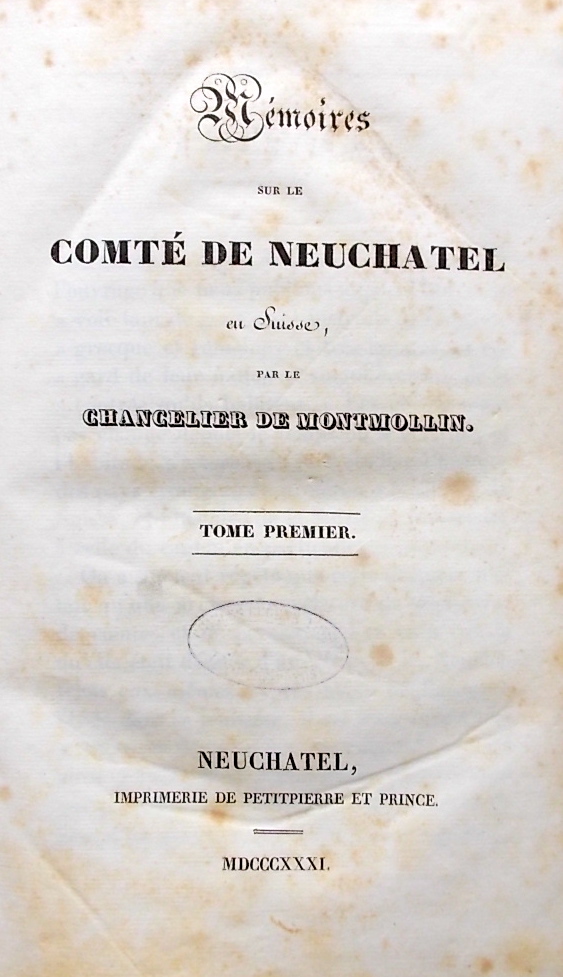 Mémoires
SUR LE
COMTÉ DE NEUCHATEL
en Suisse,
PAR LE
CHANCELIER DE MONTMOLLIN.
TOME PREMIER.
NEUCHATEL,
IMPRIMERIE DE PETITPIERRE ET PRINCE.
MDCCCXXXI.